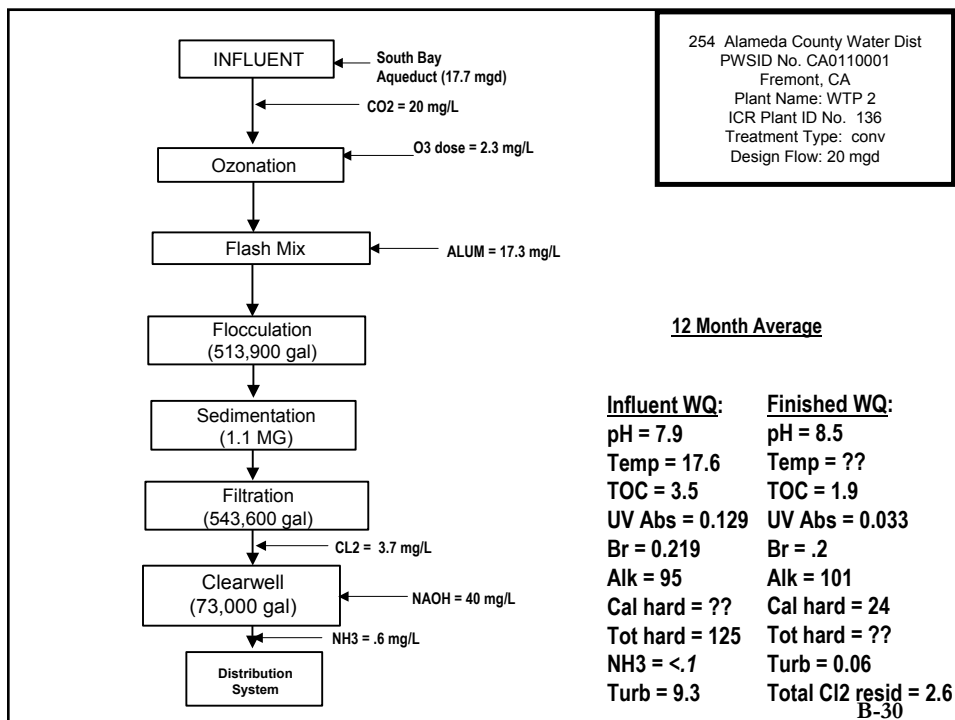 254 Alameda County Water Dist
PWSID No. CA0110001
Fremont, CA
Plant Name: WTP 2
ICR Plant ID No. 136
Treatment Type: conv
Design Flow: 20 mgd
INFLUENT
South Bay
Aqueduct (17.7 mgd)
CO2 = 20 mg/L
Ozonation
O3 dose = 2.3 mg/L
Flash Mix
ALUM = 17.3 mg/L
Flocculation
(513,900 gal)
Sedimentation
(1.1 MG)
Filtration
(543,600 gal)
CL2 = 3.7 mg/L
Clearwell
(73,000 gal)
NAOH = 40 mg/L
NH3 = .6 mg/L
Distribution
System
12 Month Average
Influent WQ:
pH = 7.9
Temp = 17.6
TOC = 3.5
UV Abs = 0.129
Br = 0.219
Alk = 95
Cal hard = ??
Tot hard = 125
NH3 = <.1
Turb = 9.3
Finished WQ:
pH = 8.5
Temp = ??
TOC = 1.9
UV Abs = 0.033
Br = .2
Alk = 101
Cal hard = 24
Tot hard = ??
Turb = 0.06
Total Cl2 resid = 2.6
B-30